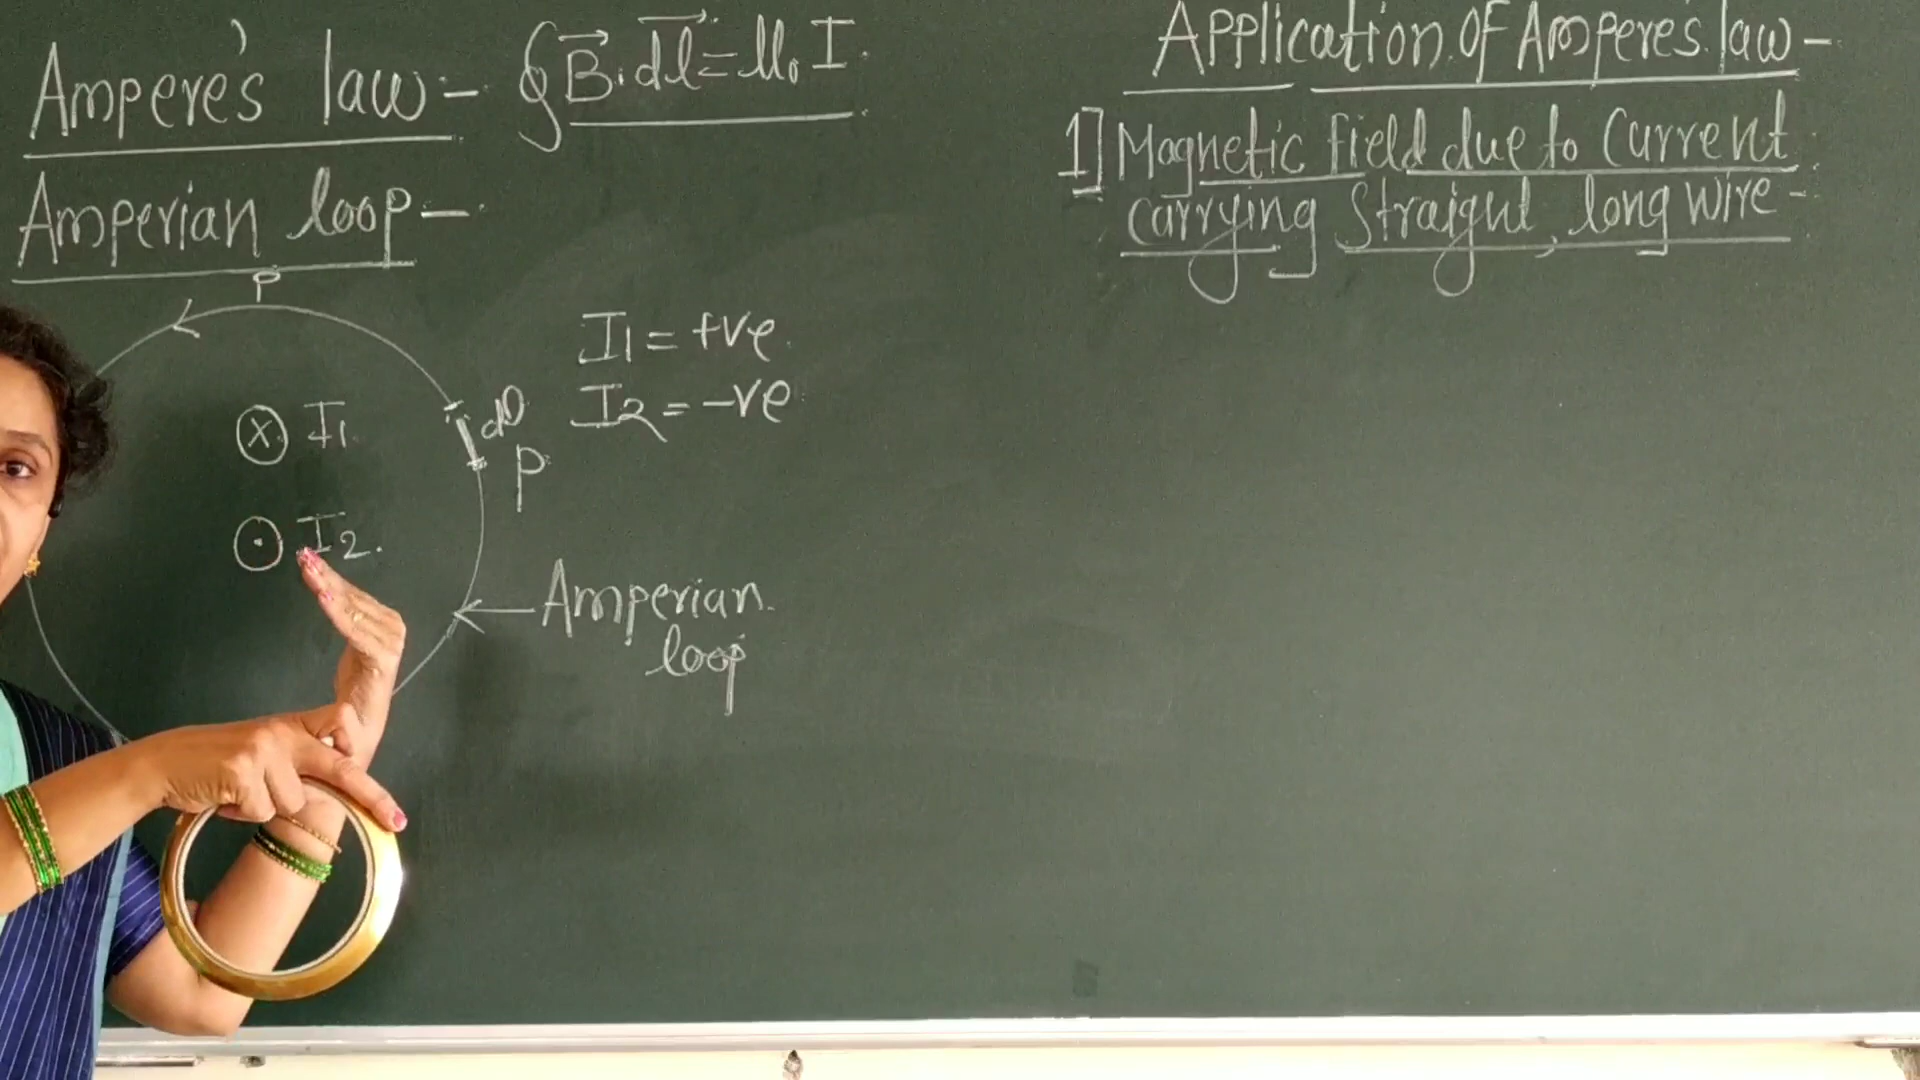 Ampere's law - ∮ B⃗. dl⃗ = μ₀ I.
Amperian loop -
P
I1 = +ve
I2 = -ve
dl
P
ⓧ I1
⊙ I2.
Amperian
loop
Application of Ampere's law -
1] Magnetic field due to Current
carrying straight, long wire -